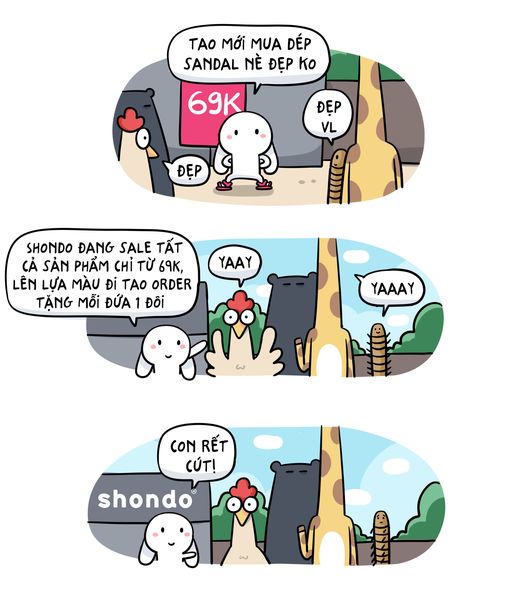 TAO MỚI MUA DÉP
SANDAL NÈ ĐẸP KO
69K
ĐẸP
VL
ĐẸP
SHONDO ĐANG SALE TẤT
CẢ SẢN PHẨM CHỈ TỪ 69K,
LÊN LỰA MÀU ĐI TAO ORDER
TẶNG MỖI ĐỨA 1 ĐÔI
YAAY
YAAAY
CON RẾT
CÚT!
shondo®